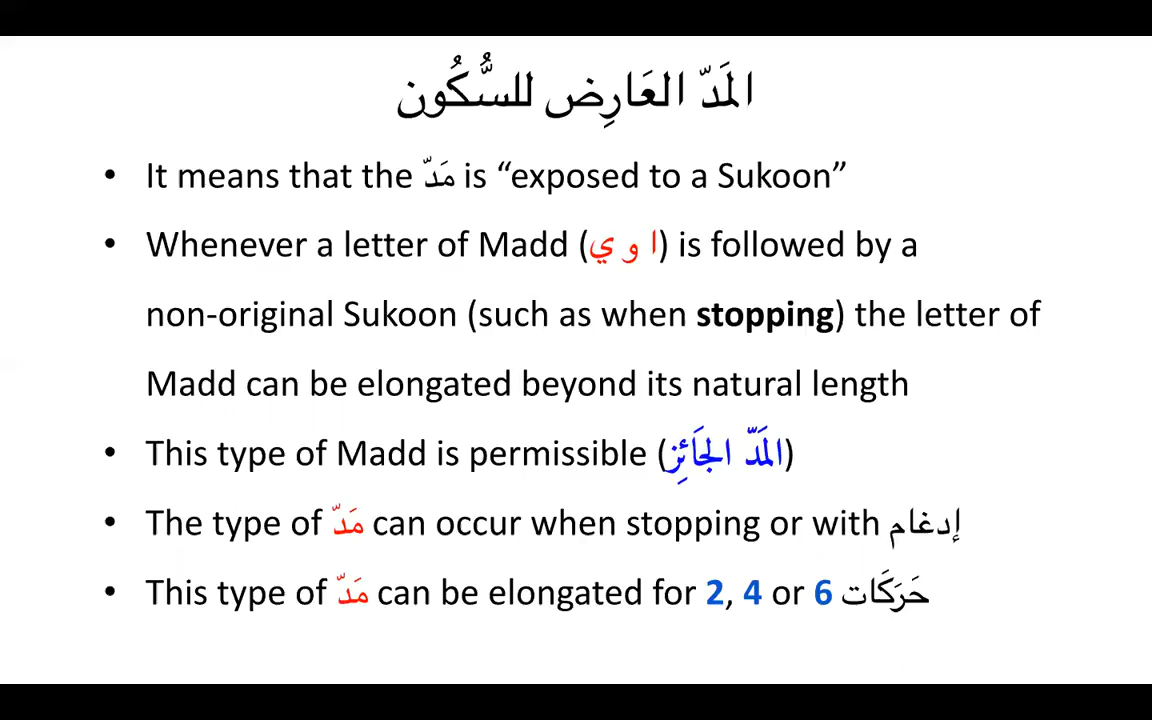 المَدّ العَارِض للسُّكُون
• It means that the مَدّ is “exposed to a Sukoon”
• Whenever a letter of Madd (ا و ي) is followed by a
non-original Sukoon (such as when stopping) the letter of
Madd can be elongated beyond its natural length
• This type of Madd is permissible (المَدّ الجَائِز)
• The type of مَدّ can occur when stopping or with إدغام
• This type of مَدّ can be elongated for 2, 4 or 6 حَرَكَات